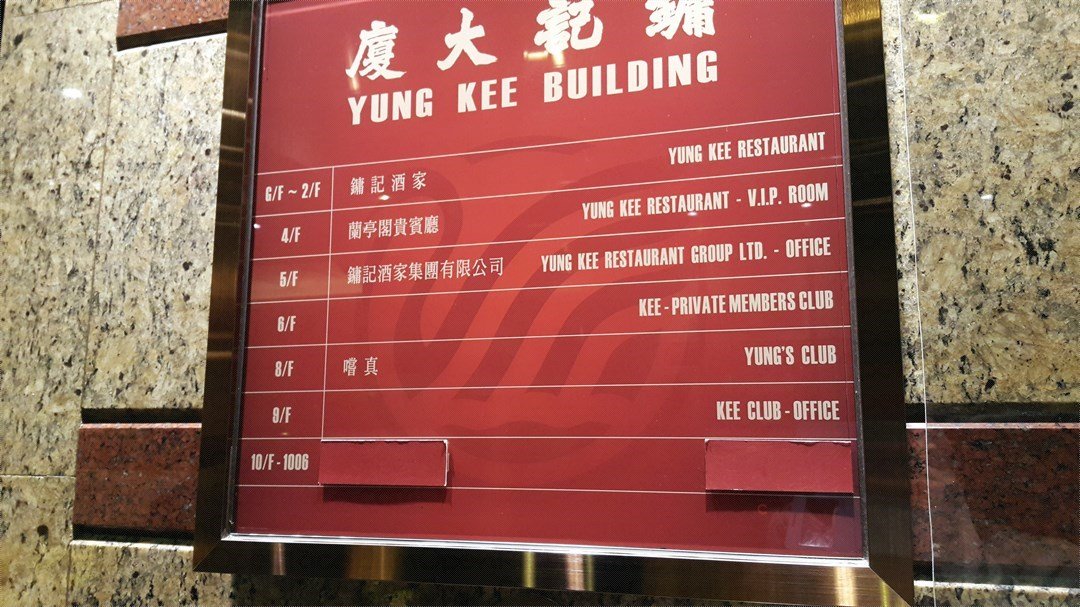 廈大記鏞
YUNG KEE BUILDING
G/F ~ 2/F 鏞記酒家 YUNG KEE RESTAURANT
4/F 蘭亭閣貴賓廳 YUNG KEE RESTAURANT - V.I.P. ROOM
5/F 鏞記酒家集團有限公司 YUNG KEE RESTAURANT GROUP LTD. - OFFICE
6/F KEE - PRIVATE MEMBERS CLUB
8/F 嚐真 YUNG'S CLUB
9/F KEE CLUB - OFFICE
10/F - 1006